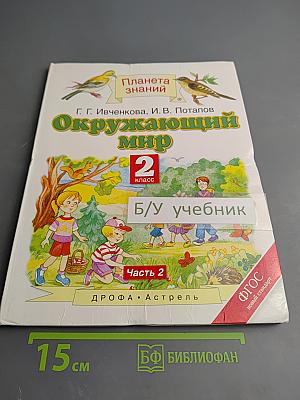 Планета
знаний
Г. Г. Ивченкова, И. В. Потапов
Окружающий
мир
2
класс
Б/У учебник
Часть 2
ДРОФА • Астрель
ФГОС
15 см
БФ БИБЛИОФАН